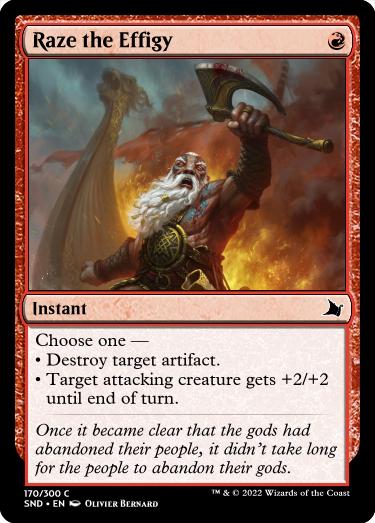 Raze the Effigy
Instant
Choose one —
• Destroy target artifact.
• Target attacking creature gets +2/+2
until end of turn.
Once it became clear that the gods had
abandoned their people, it didn't take long
for the people to abandon their gods.
170/300 C
SND • EN Olivier Bernard
™ & © 2022 Wizards of the Coast